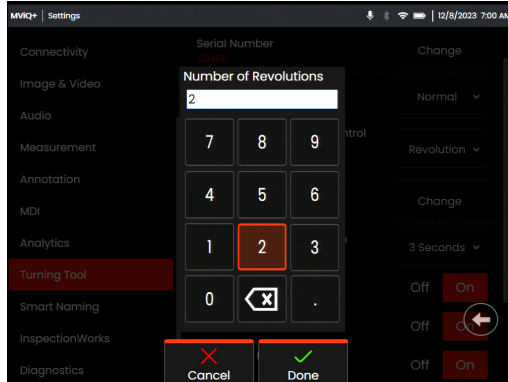 MViQ+ | Settings
12/8/2023 7:00 AM
Connectivity
Serial Number
123456
Change
Image & Video
Number of Revolutions
2
Normal
Audio
Measurement
7 8 9
ntrol
Revolution
Annotation
4 5 6
Change
MDI
Analytics
1 2 3
3 Seconds
Turning Tool
Off On
Smart Naming
0 .
Off On
InspectionWorks
Diagnostics
Off On
Cancel Done